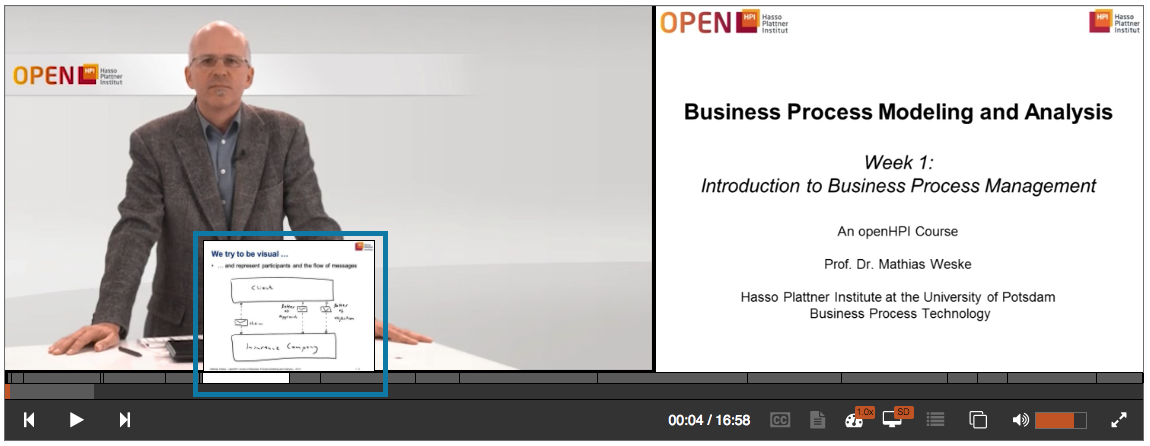 OPEN HPI Hasso
Plattner
Institut
OPEN HPI Hasso
Plattner
Institut
HPI Hasso
Plattner
Institut
Business Process Modeling and Analysis
Week 1:
Introduction to Business Process Management
An openHPI Course
Prof. Dr. Mathias Weske
Hasso Plattner Institute at the University of Potsdam
Business Process Technology
We try to be visual ...
• ... and represent participants and the flow of messages
Client
Letter of approval
Letter of rejection
claim
Insurance Company
00:04 / 16:58
CC
1.0x
SD